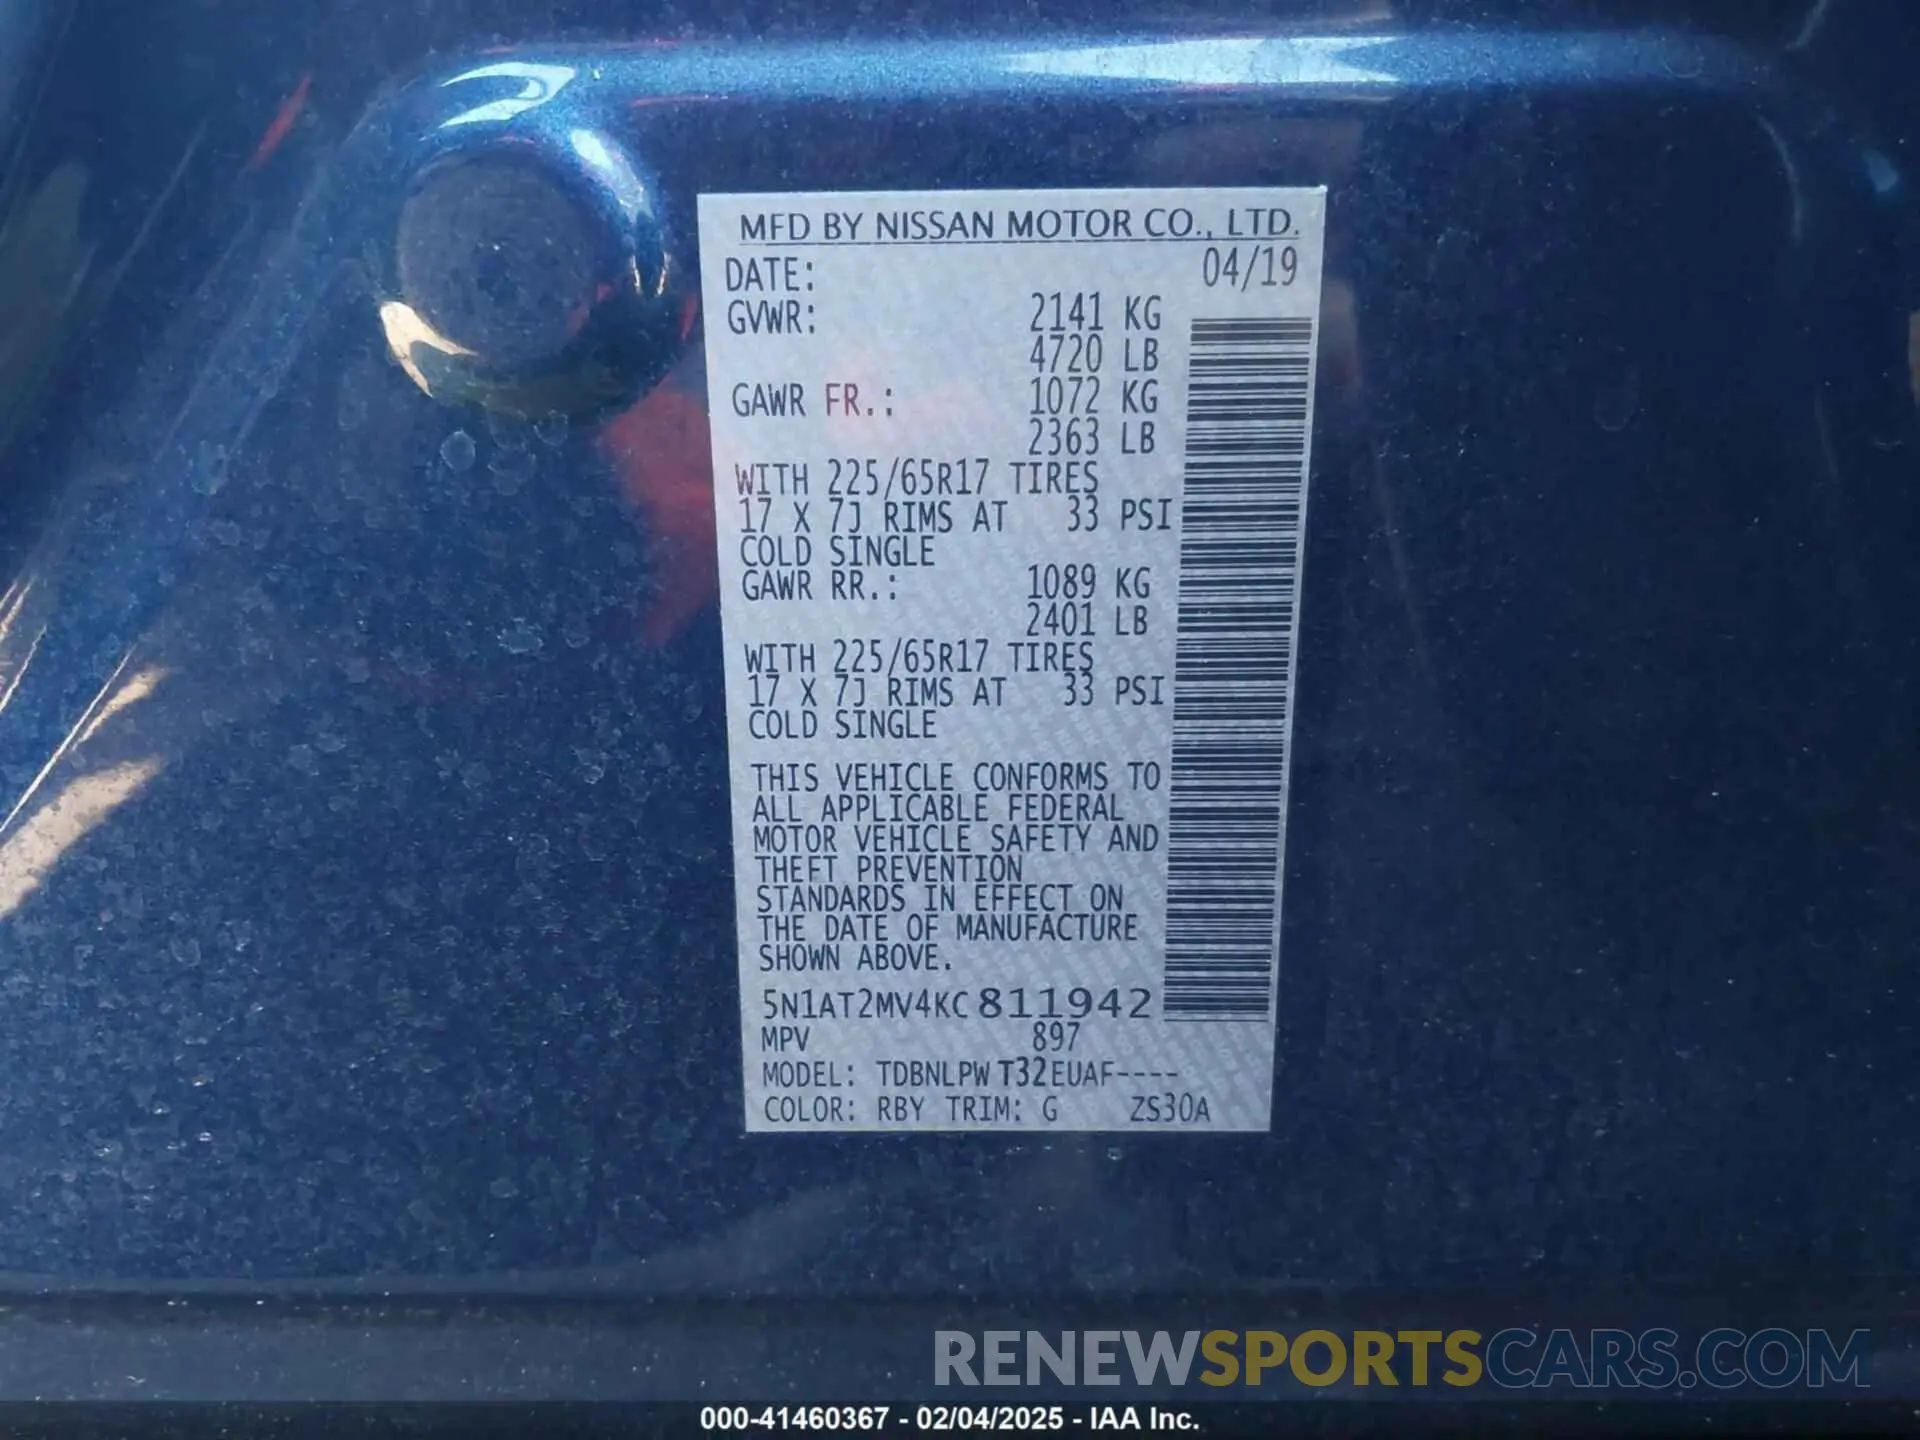 MFD BY NISSAN MOTOR CO., LTD.
DATE: 04/19
GVWR: 2141 KG
4720 LB
GAWR FR.: 1072 KG
2363 LB
WITH 225/65R17 TIRES
17 X 7J RIMS AT 33 PSI
COLD SINGLE
GAWR RR.: 1089 KG
2401 LB
WITH 225/65R17 TIRES
17 X 7J RIMS AT 33 PSI
COLD SINGLE
THIS VEHICLE CONFORMS TO
ALL APPLICABLE FEDERAL
MOTOR VEHICLE SAFETY AND
THEFT PREVENTION
STANDARDS IN EFFECT ON
THE DATE OF MANUFACTURE
SHOWN ABOVE.
5N1AT2MV4KC811942
MPV 897
MODEL: TDBNLPW T32EUAF----
COLOR: RBY TRIM: G ZS30A
RENEWSPORTSCARS.COM
000-41460367 - 02/04/2025 - IAA Inc.